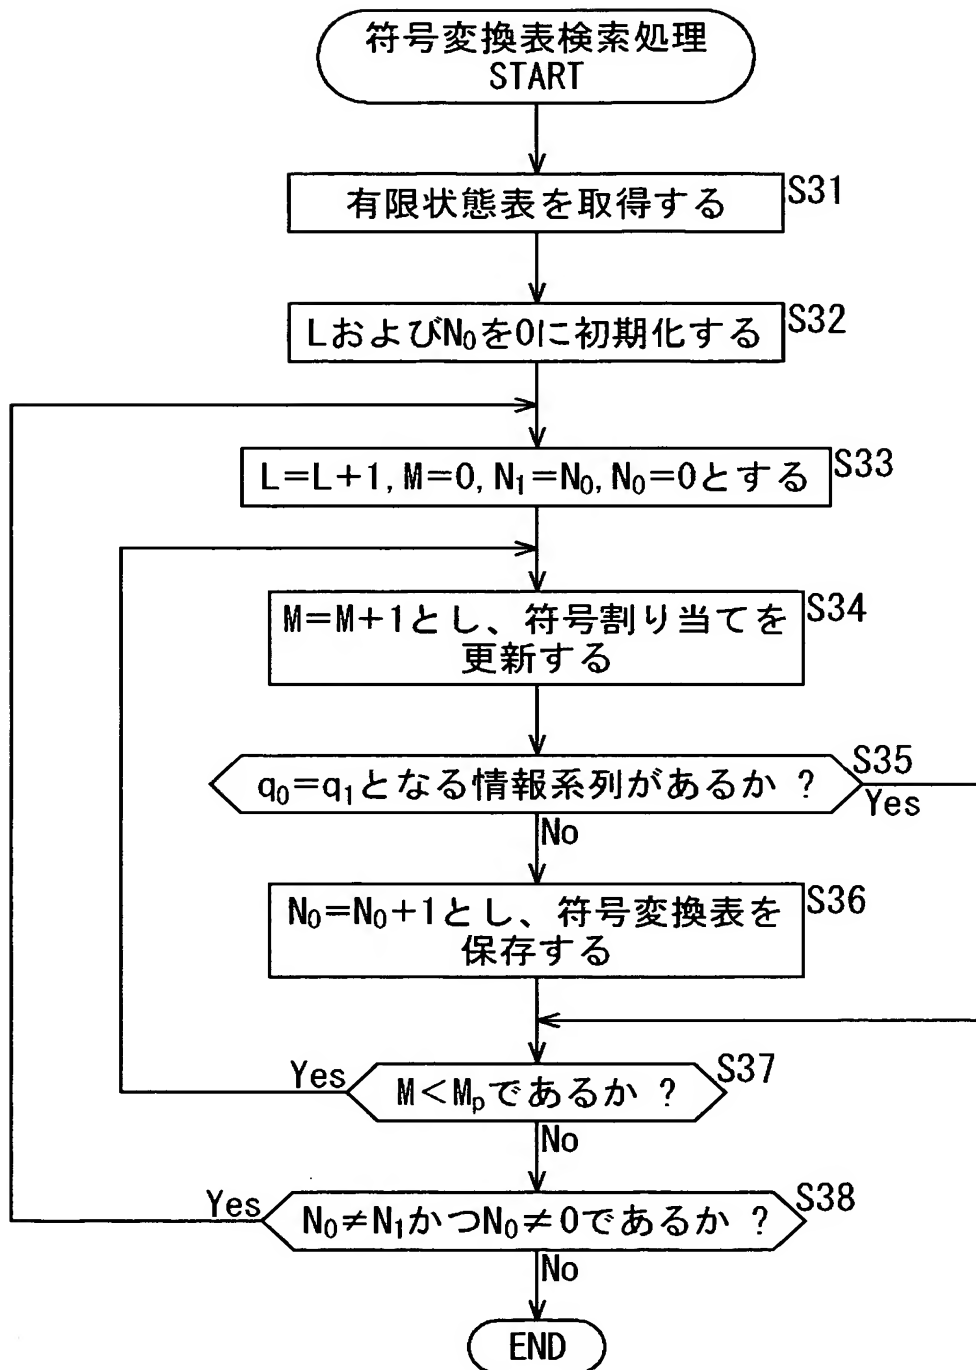 符号変換表検索処理
START
有限状態表を取得する
S31
LおよびN₀を0に初期化する
S32
L=L+1, M=0, N₁=N₀, N₀=0とする
S33
M=M+1とし、符号割り当てを
更新する
S34
q₀=q₁となる情報系列があるか ?
S35
Yes
No
N₀=N₀+1とし、符号変換表を
保存する
S36
Yes
M<Mₚであるか ?
S37
No
Yes
N₀≠N₁かつN₀≠0であるか ?
S38
No
END